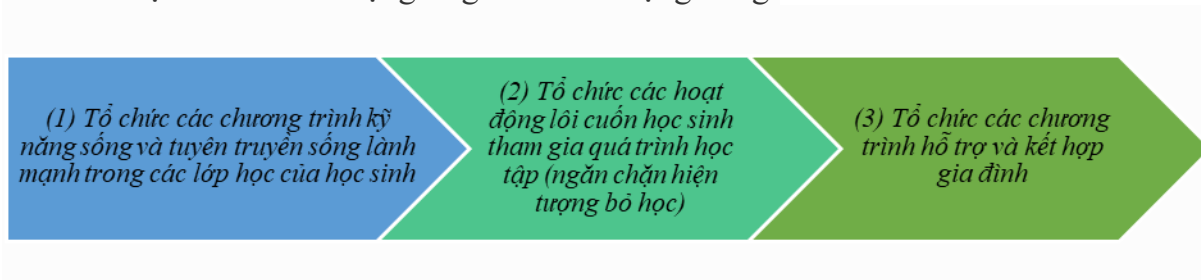 (1) Tổ chức các chương trình kỹ
năng sống và tuyên truyền sống lành
mạnh trong các lớp học của học sinh
(2) Tổ chức các hoạt
động lôi cuốn học sinh
tham gia quá trình học
tập (ngăn chặn hiện
tượng bỏ học)
(3) Tổ chức các chương
trình hỗ trợ và kết hợp
gia đình